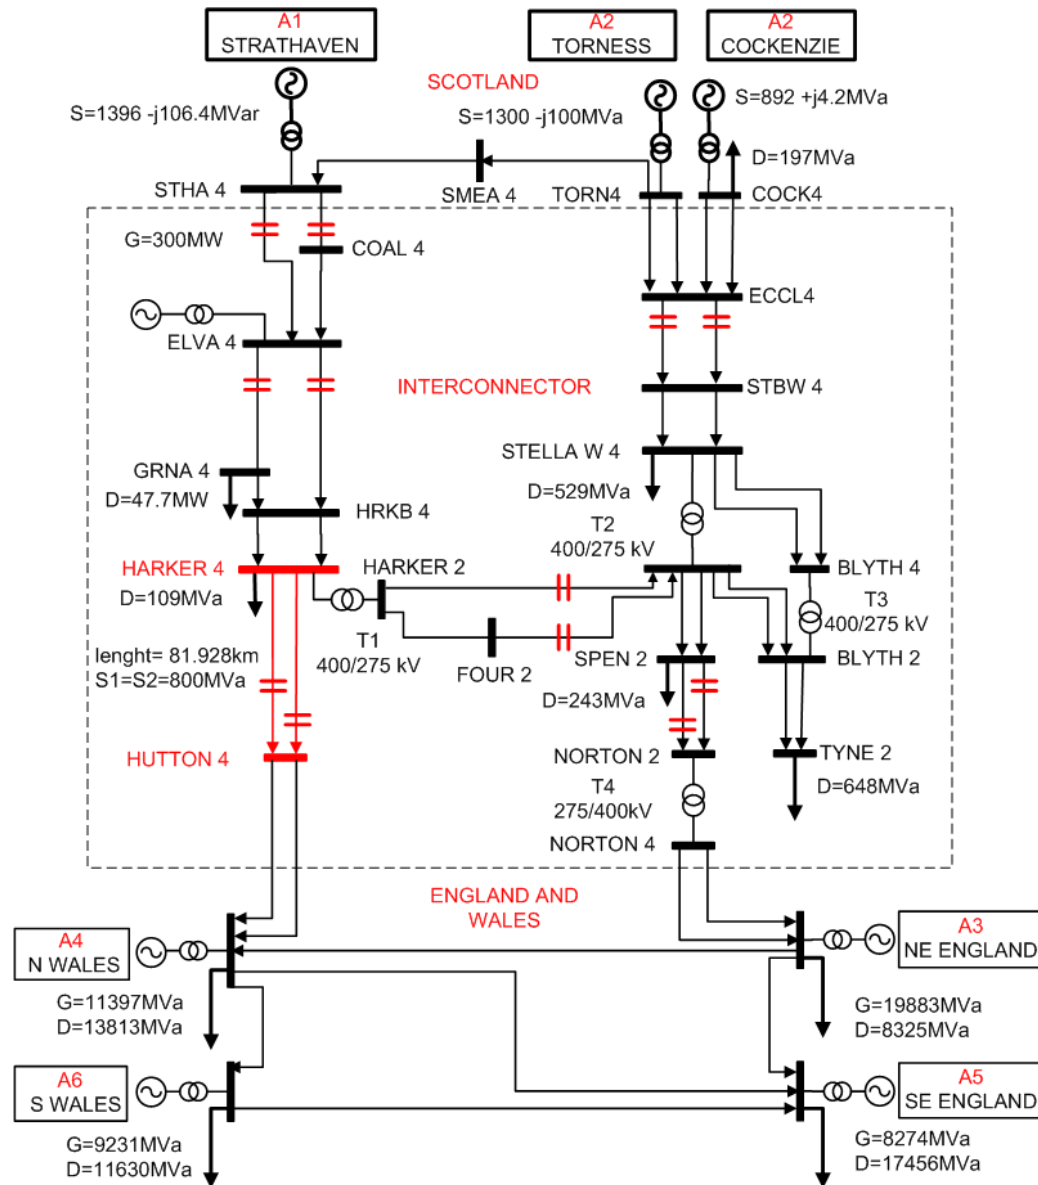 A1
STRATHAVEN
A2
TORNESS
A2
COCKENZIE
SCOTLAND
S=1396 -j106.4MVar
S=1300 -j100MVa
S=892 +j4.2MVa
D=197MVa
STHA 4
SMEA 4
TORN4
COCK4
G=300MW
COAL 4
ECCL4
ELVA 4
INTERCONNECTOR
STBW 4
GRNA 4
STELLA W 4
D=47.7MW
D=529MVa
HRKB 4
T2
400/275 kV
HARKER 4
HARKER 2
BLYTH 4
D=109MVa
T3
400/275 kV
T1
400/275 kV
lenght= 81.928km
S1=S2=800MVa
FOUR 2
SPEN 2
BLYTH 2
D=243MVa
HUTTON 4
NORTON 2
TYNE 2
T4
275/400kV
D=648MVa
NORTON 4
ENGLAND AND
WALES
A4
N WALES
A3
NE ENGLAND
G=11397MVa
D=13813MVa
G=19883MVa
D=8325MVa
A6
S WALES
A5
SE ENGLAND
G=9231MVa
D=11630MVa
G=8274MVa
D=17456MVa